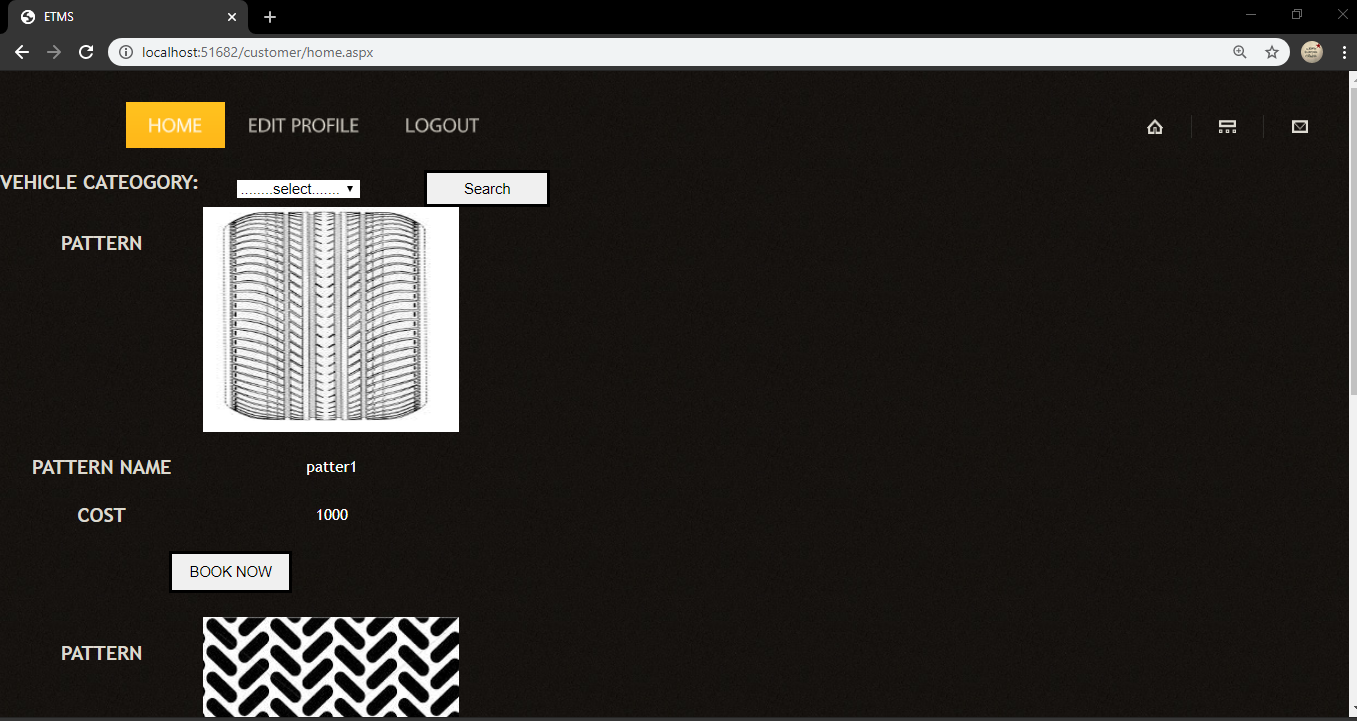 ETMS
localhost:51682/customer/home.aspx
HOME EDIT PROFILE LOGOUT
VEHICLE CATEOGORY: ........select....... Search
PATTERN
PATTERN NAME patter1
COST 1000
BOOK NOW
PATTERN